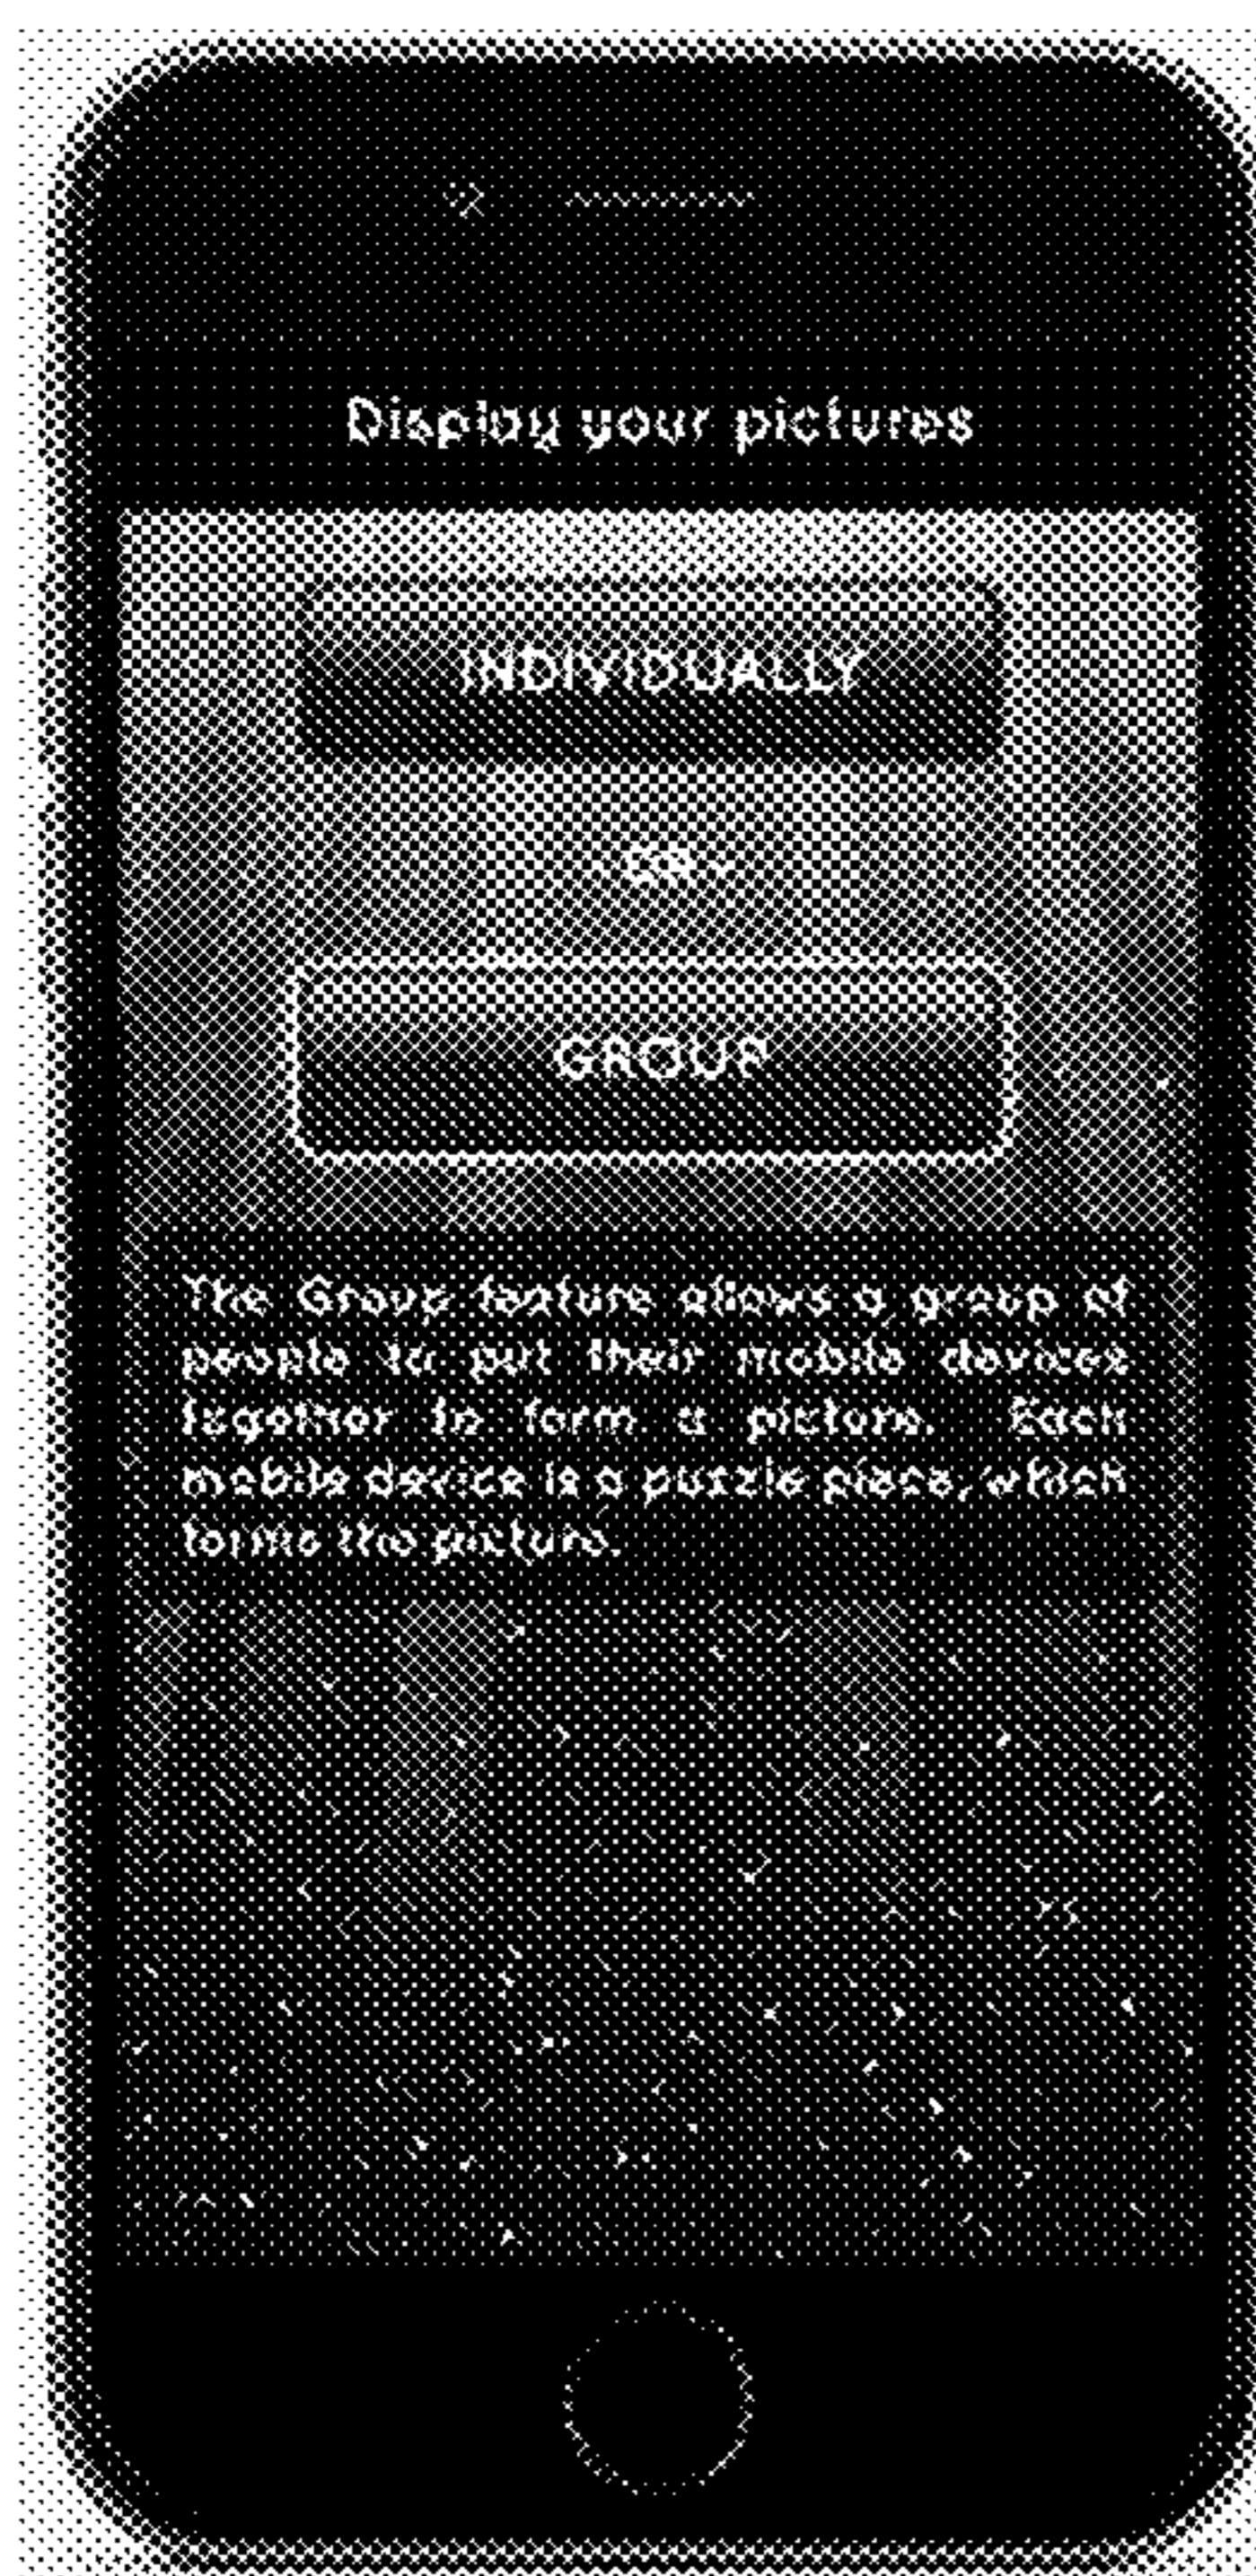 Display your pictures
INDIVIDUALLY
- OR -
GROUP
The Group feature allows a group of
people to put their mobile devices
together to form a picture. Each
mobile device is a puzzle piece, which
forms the picture.